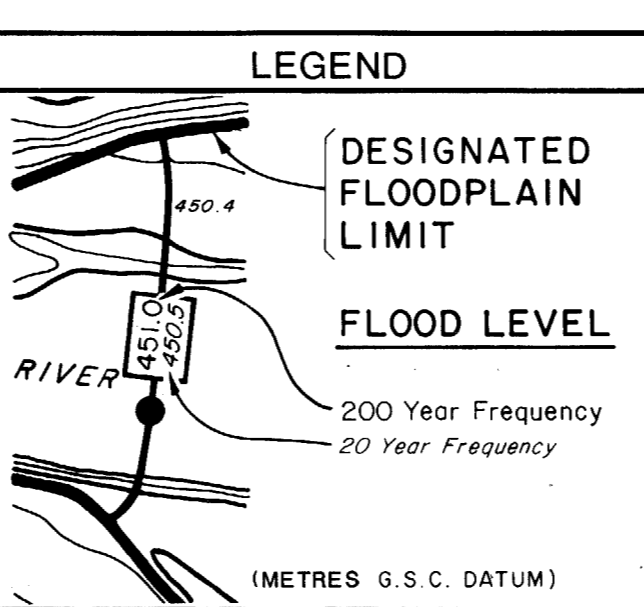 LEGEND
DESIGNATED
FLOODPLAIN
LIMIT
450.4
FLOOD LEVEL
451.0
450.5
RIVER
200 Year Frequency
20 Year Frequency
(METRES G.S.C. DATUM)